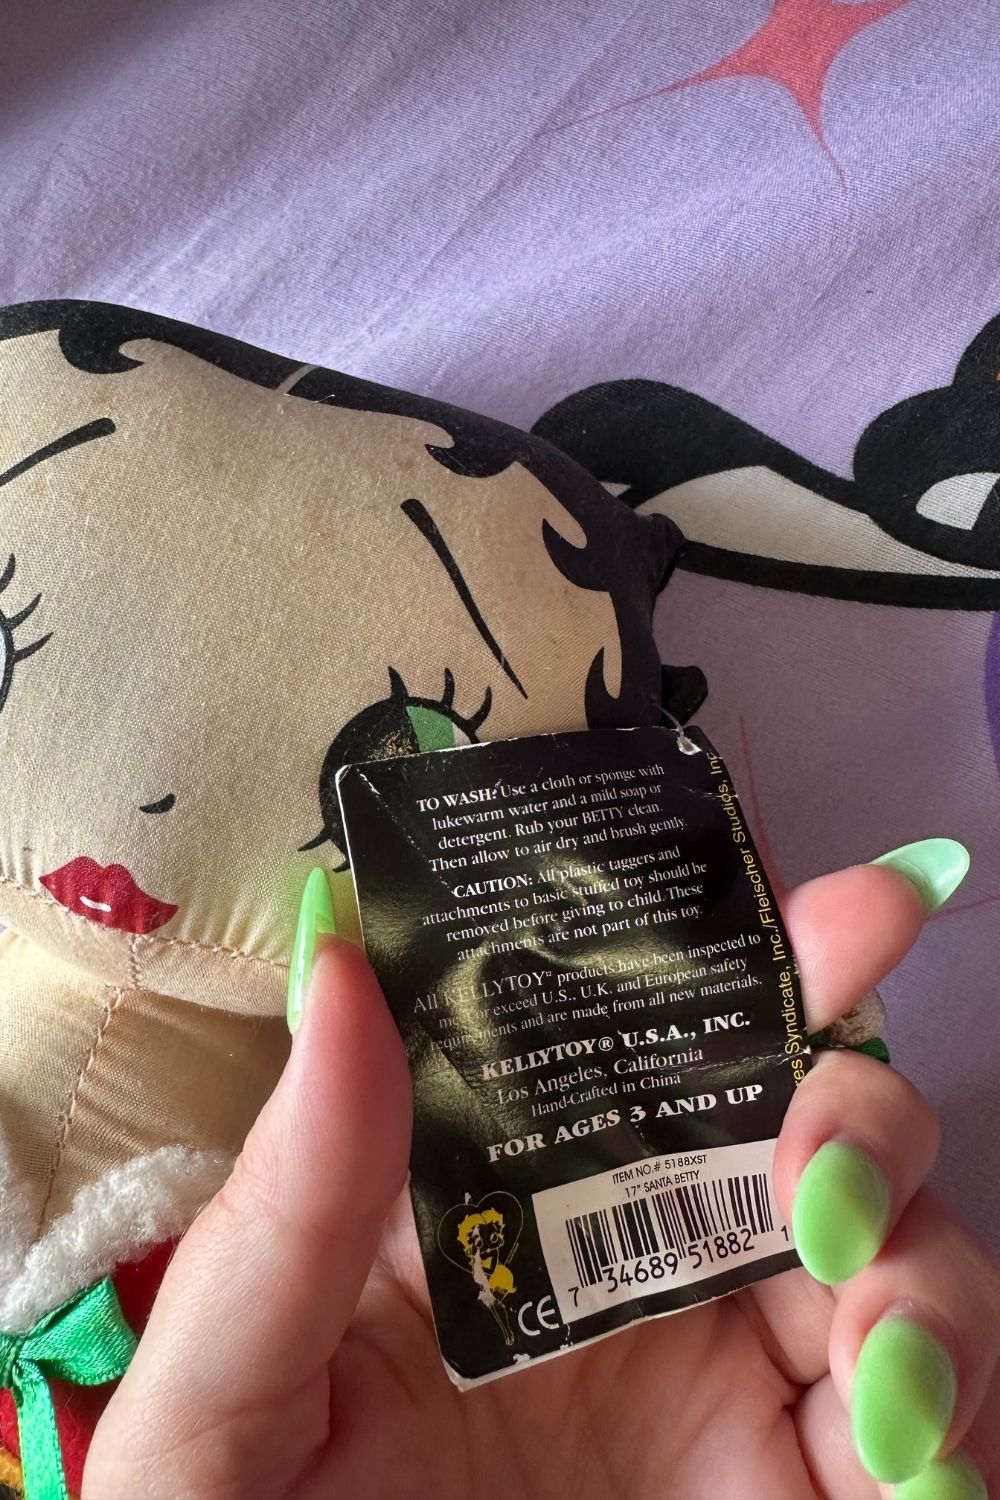 TO WASH: Use a cloth or sponge with
lukewarm water and a mild soap or
detergent. Rub your BETTY clean.
Then allow to air dry and brush gently.
CAUTION: All plastic taggers and
attachments to basic stuffed toy should be
removed before giving to child. These
attachments are not part of this toy.
All KELLYTOY™ products have been inspected to
meet or exceed U.S., U.K. and European safety
requirements and are made from all new materials.
KELLYTOY® U.S.A., INC.
Los Angeles, California
Hand-Crafted in China
FOR AGES 3 AND UP
ITEM NO.# 5188XST
17" SANTA BETTY
7 34689 51882 1
CE
res Syndicate, Inc./Fleischer Studios, Inc.